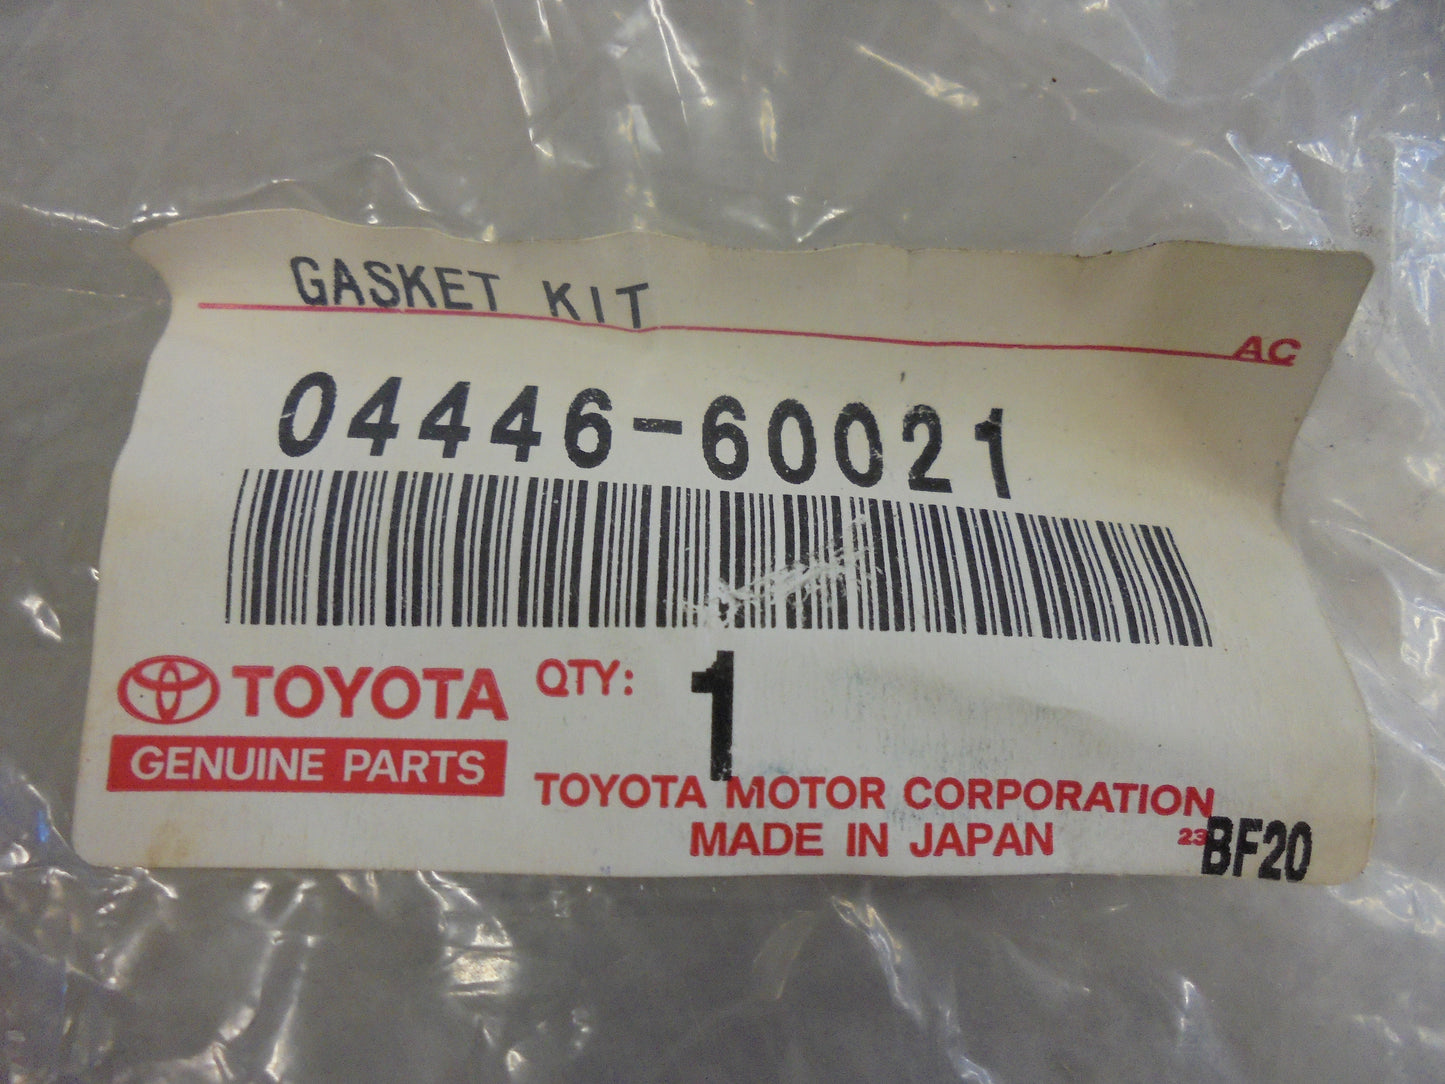 GASKET KIT
AC
04446-60021
TOYOTA QTY: 1
GENUINE PARTS
TOYOTA MOTOR CORPORATION
MADE IN JAPAN 23 BF20